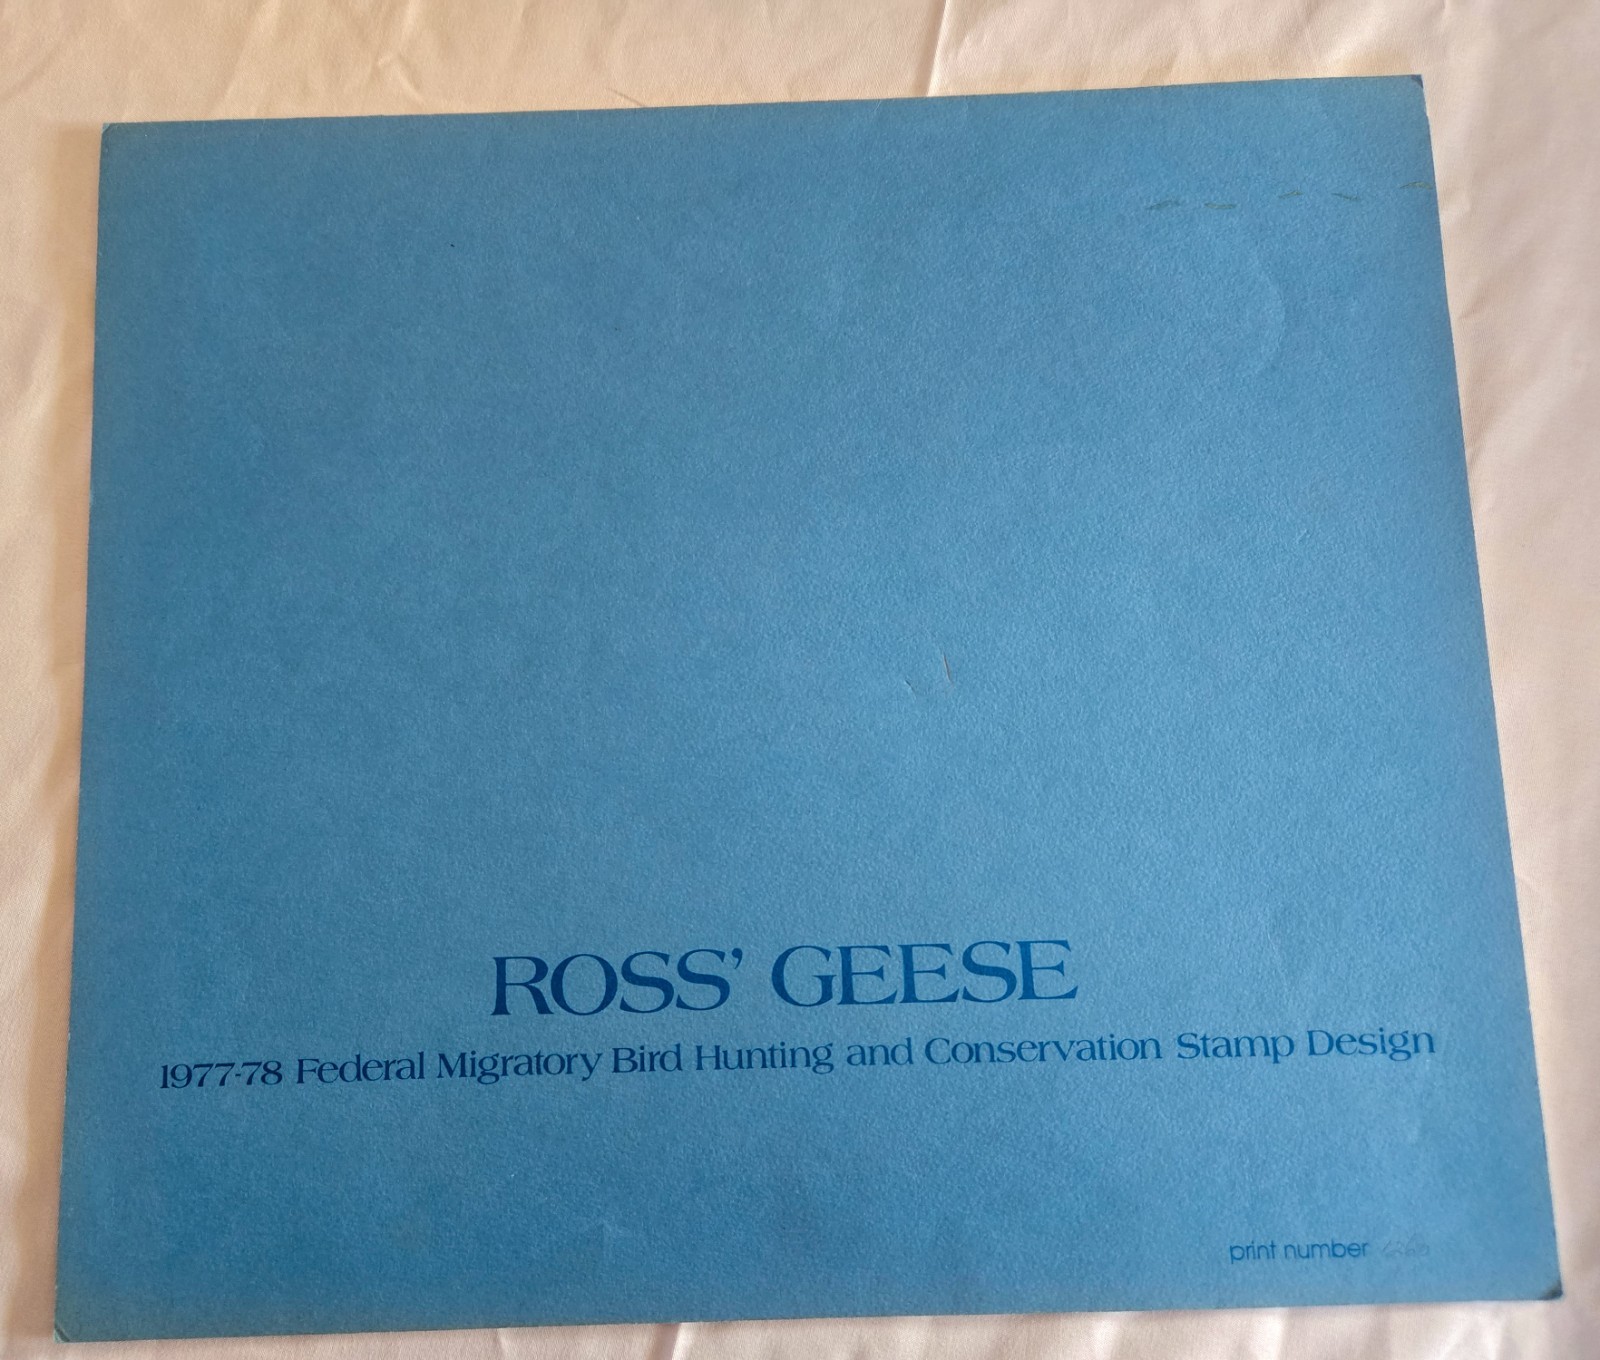 ROSS' GEESE
1977-78 Federal Migratory Bird Hunting and Conservation Stamp Design
print number